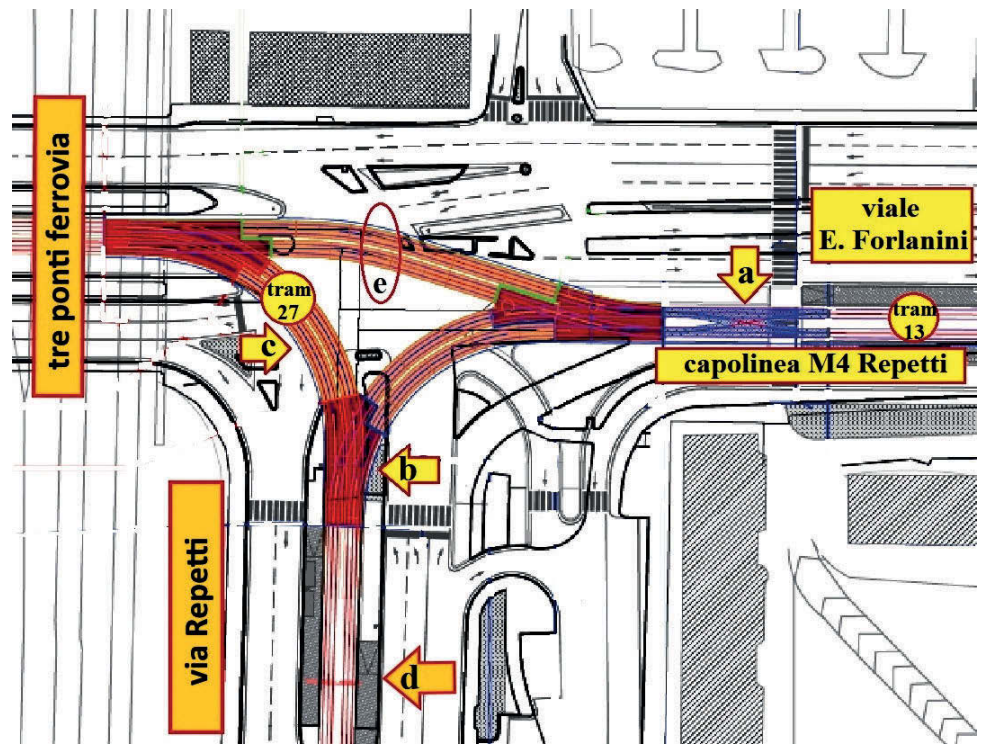 tre ponti ferrovia
viale
E. Forlanini
a
e
tram
27
tram
13
c
capolinea M4 Repetti
b
via Repetti
d